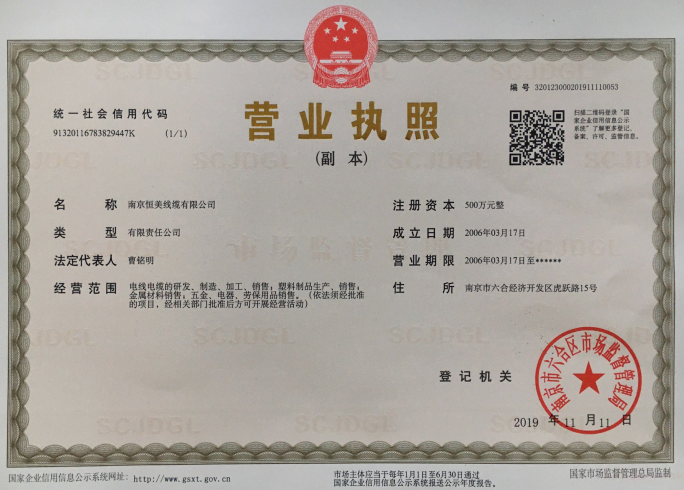 编 号 320123000201911110053
统一社会信用代码
91320116783829447K (1/1)
营业执照
(副 本)
扫描二维码登录“国
家企业信用信息公示
系统”了解更多登记、
备案、许可、监管信息。
名 称 南京恒美线缆有限公司
类 型 有限责任公司
法定代表人 曹铭明
经营范围 电线电缆的研发、制造、加工、销售；塑料制品生产、销售；
金属材料销售；五金、电器、劳保用品销售。（依法须经批准
的项目，经相关部门批准后方可开展经营活动）
注册资本 500万元整
成立日期 2006年03月17日
营业期限 2006年03月17日至******
住 所 南京市六合经济开发区虎跃路15号
登记机关
南京市六合区市场监督管理局
2019 年 11 月 11 日
国家企业信用信息公示系统网址：http://www.gsxt.gov.cn
市场主体应当于每年1月1日至6月30日通过
国家企业信用信息公示系统报送公示年度报告。
国家市场监督管理总局监制